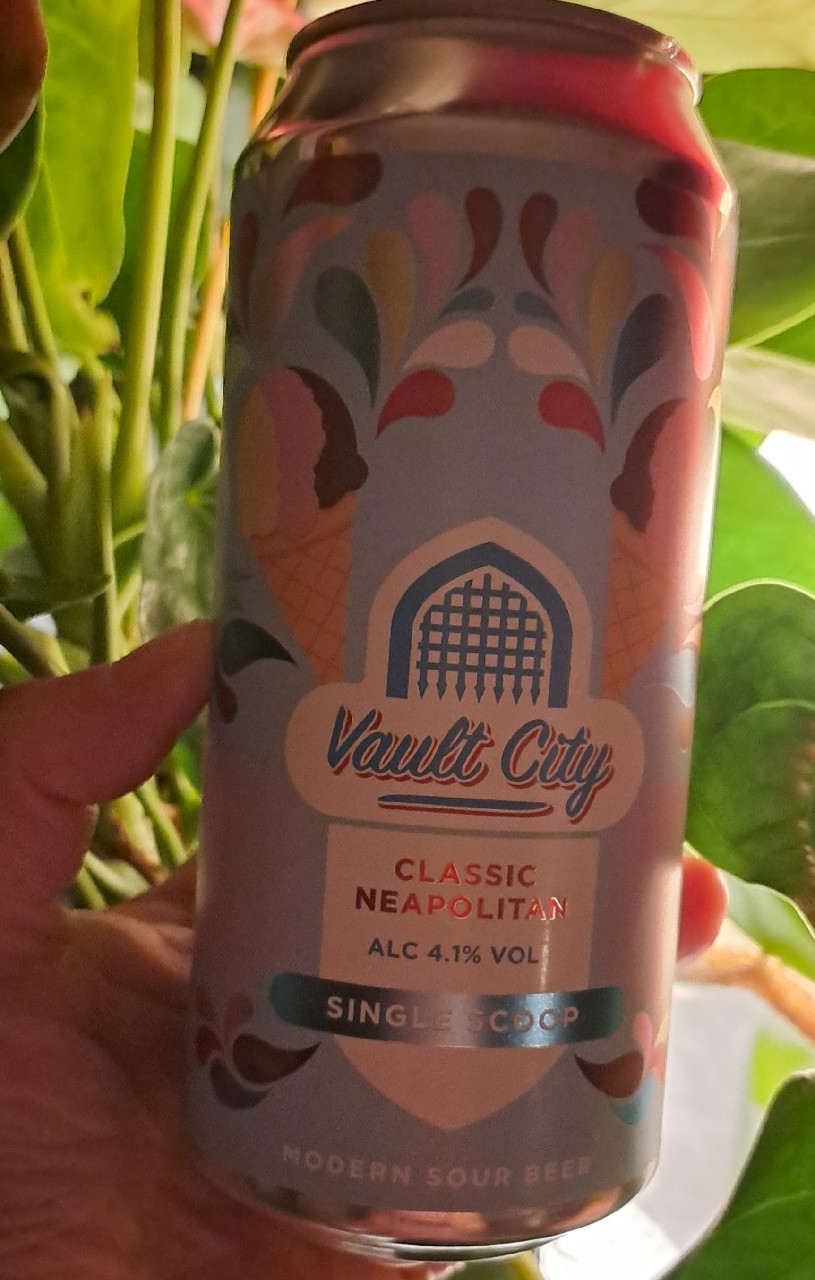 Vault City
CLASSIC
NEAPOLITAN
ALC 4.1% VOL
SINGLE SCOOP
MODERN SOUR BEER